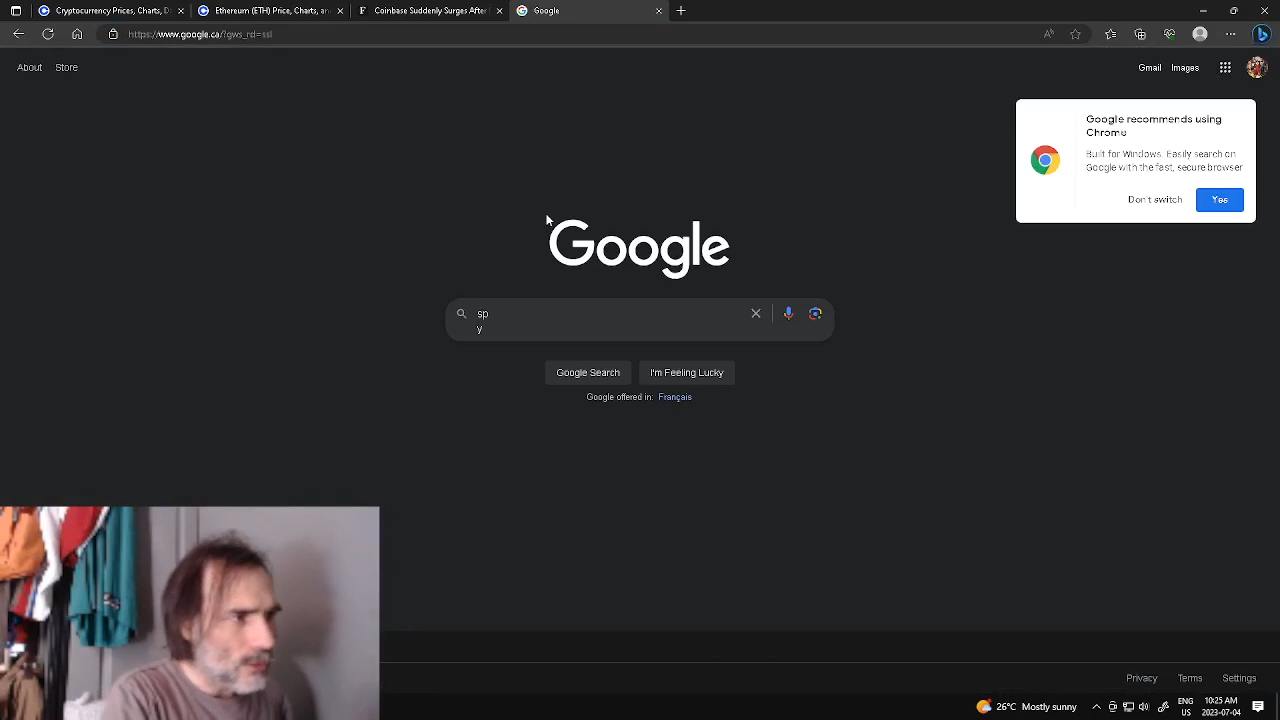 Cryptocurrency Prices, Charts, D
Ethereum (ETH) Price, Charts, an
Coinbase Suddenly Surges After
Google
https://www.google.ca/?gws_rd=ssl
About
Store
Gmail
Images
Google recommends using
Chrome
Built for Windows. Easily search on
Google with the fast, secure browser
Don't switch
Yes
Google
sp
y
Google Search
I'm Feeling Lucky
Google offered in: Français
Privacy
Terms
Settings
26°C Mostly sunny
ENG
US
10:25 AM
2023-07-04